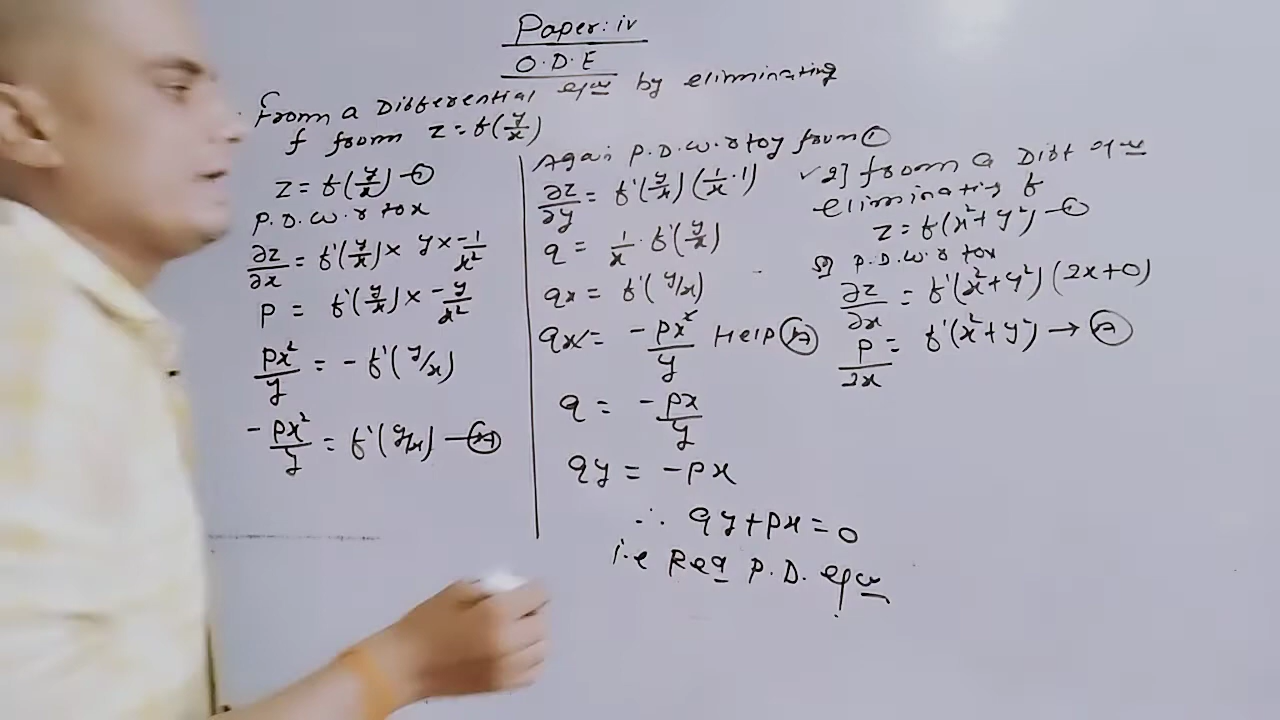 Paper: iv
O.D.E
From a Differential eqn by eliminating
f from z = f(y/x)
z = f(y/x) — ①
P.D.W.r to x
∂z/∂x = f'(y/x) × y × -1/x²
P = f'(y/x) × -y/x²
px²/y = - f'(y/x)
-px²/y = f'(y/x) —
Again P.D.W.r to y from ①
∂z/∂y = f'(y/x) (1/x · 1)
q = 1/x · f'(y/x)
qx = f'(y/x)
qx = -px²/y Help
q = -px/y
qy = -px
∴ qy + px = 0
i.e Req P.D. eqn
✓2] from a Diff eqn
eliminating f
z = f(x² + y²) — ①
P.D.W.r to x
∂z/∂x = f'(x² + y²) (2x + 0)
P/2x = f'(x² + y²) →